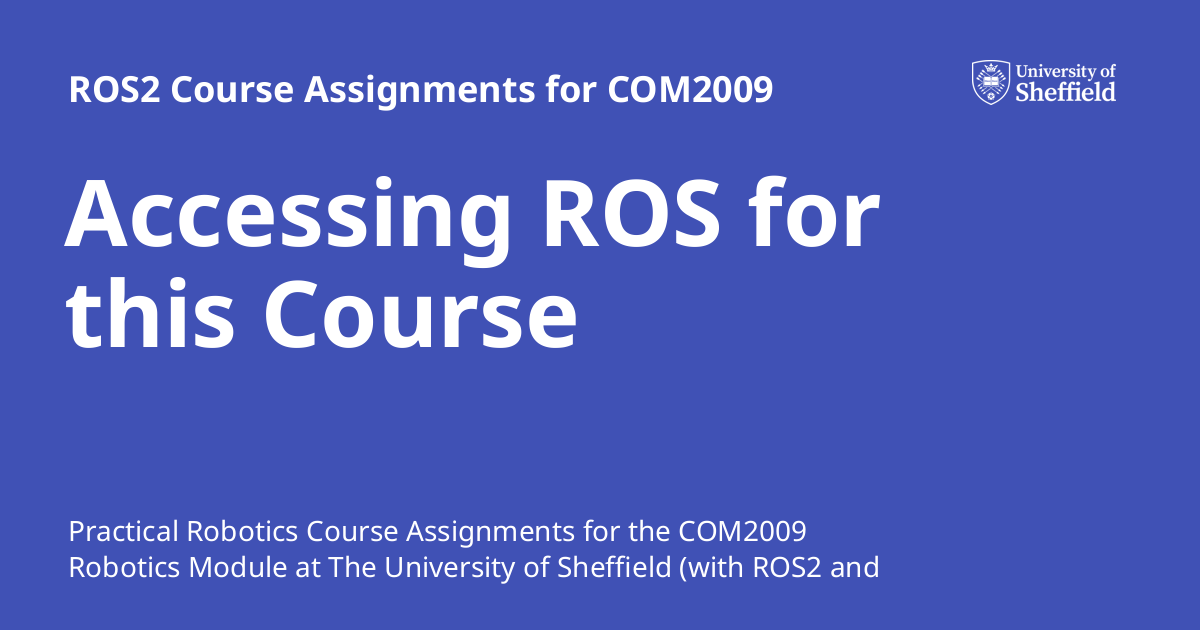 ROS2 Course Assignments for COM2009
University of
Sheffield
Accessing ROS for
this Course
Practical Robotics Course Assignments for the COM2009
Robotics Module at The University of Sheffield (with ROS2 and